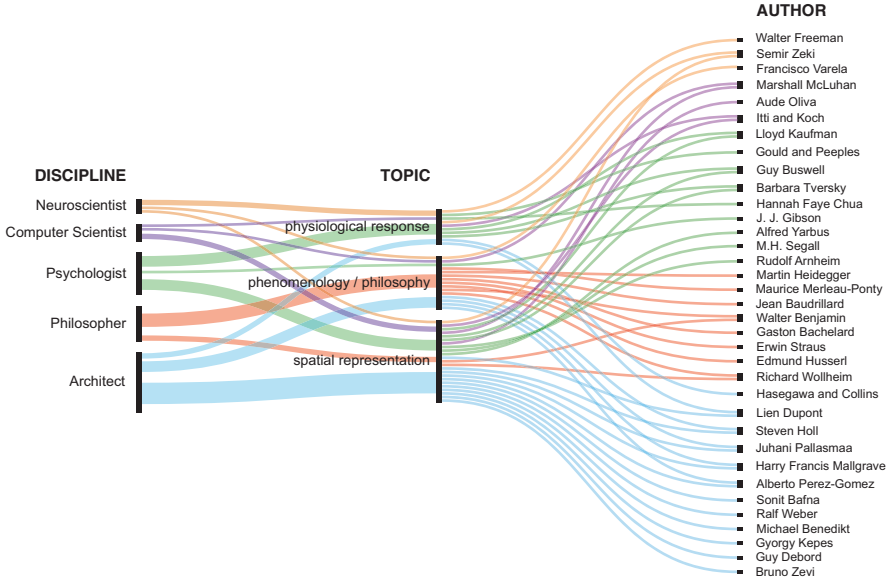 AUTHOR
Walter Freeman
Semir Zeki
Francisco Varela
Marshall McLuhan
Aude Oliva
Itti and Koch
Lloyd Kaufman
Gould and Peeples
Guy Buswell
DISCIPLINE
TOPIC
Barbara Tversky
Neuroscientist
Hannah Faye Chua
physiological response
J. J. Gibson
Computer Scientist
Alfred Yarbus
M.H. Segall
Rudolf Arnheim
Psychologist
Martin Heidegger
phenomenology / philosophy
Maurice Merleau-Ponty
Jean Baudrillard
Philosopher
Walter Benjamin
Gaston Bachelard
Erwin Straus
spatial representation
Edmund Husserl
Architect
Richard Wollheim
Hasegawa and Collins
Lien Dupont
Steven Holl
Juhani Pallasmaa
Harry Francis Mallgrave
Alberto Perez-Gomez
Sonit Bafna
Ralf Weber
Michael Benedikt
Gyorgy Kepes
Guy Debord
Bruno Zevi